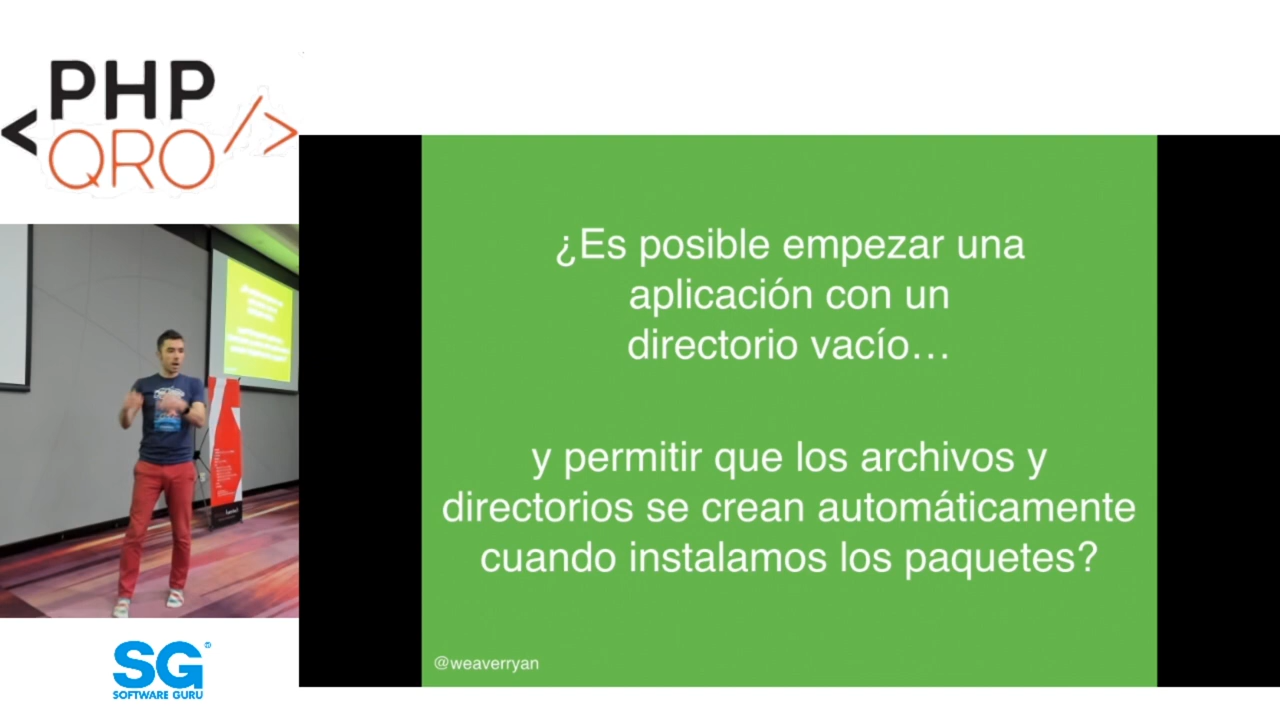 <PHP
QRO/>
¿Es posible empezar una
aplicación con un
directorio vacío…
y permitir que los archivos y
directorios se crean automáticamente
cuando instalamos los paquetes?
@weaverryan
SG®
SOFTWARE GURU